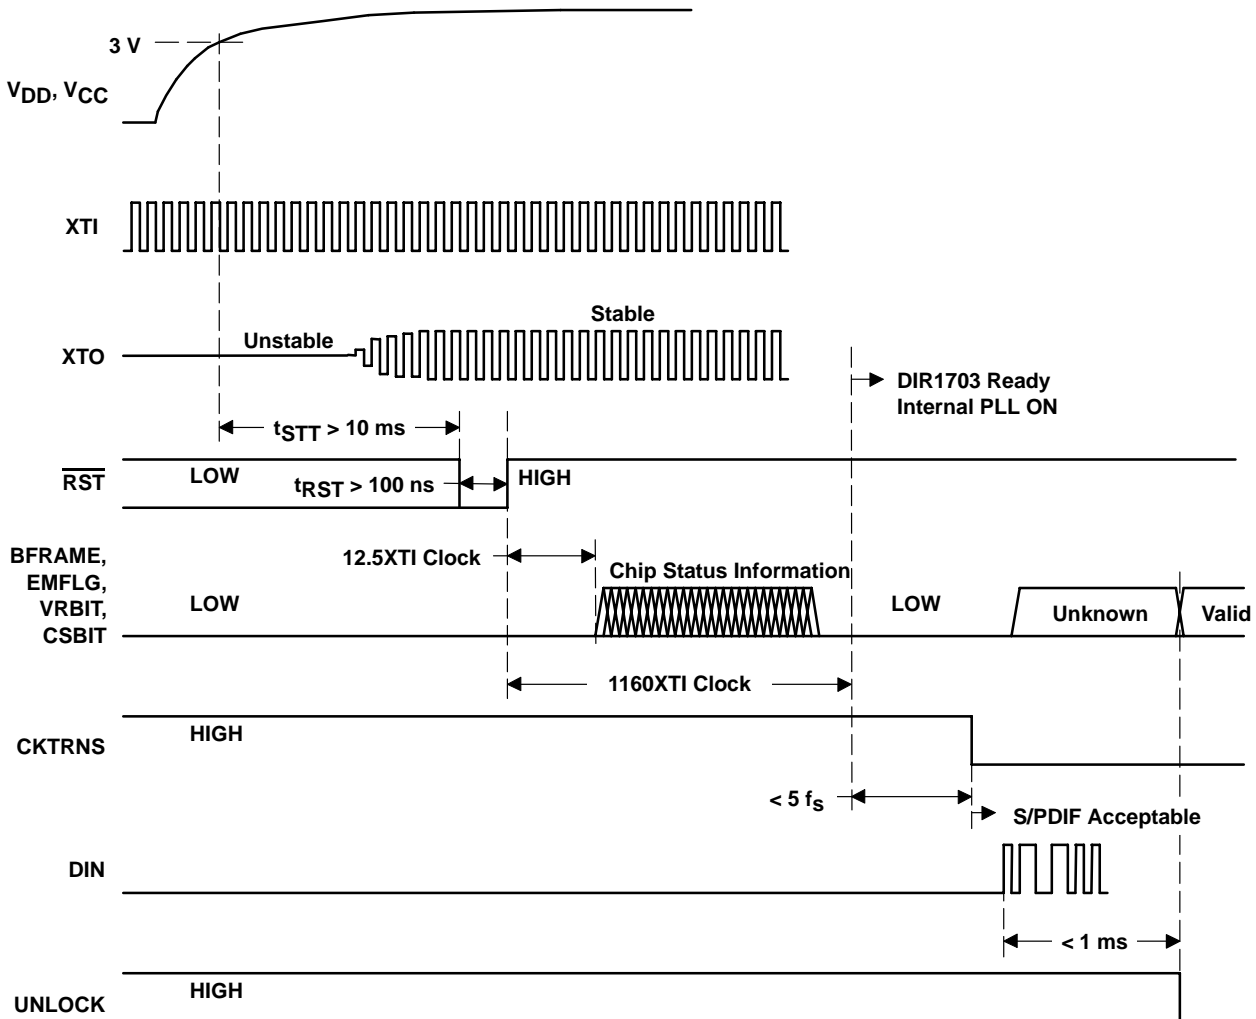 3 V
VDD, VCC
XTI
Stable
Unstable
XTO
DIR1703 Ready
Internal PLL ON
tSTT > 10 ms
RST
LOW
tRST > 100 ns
HIGH
BFRAME,
EMFLG,
VRBIT,
CSBIT
12.5XTI Clock
Chip Status Information
LOW
LOW
Unknown
Valid
1160XTI Clock
HIGH
CKTRNS
< 5 fs
S/PDIF Acceptable
DIN
< 1 ms
HIGH
UNLOCK